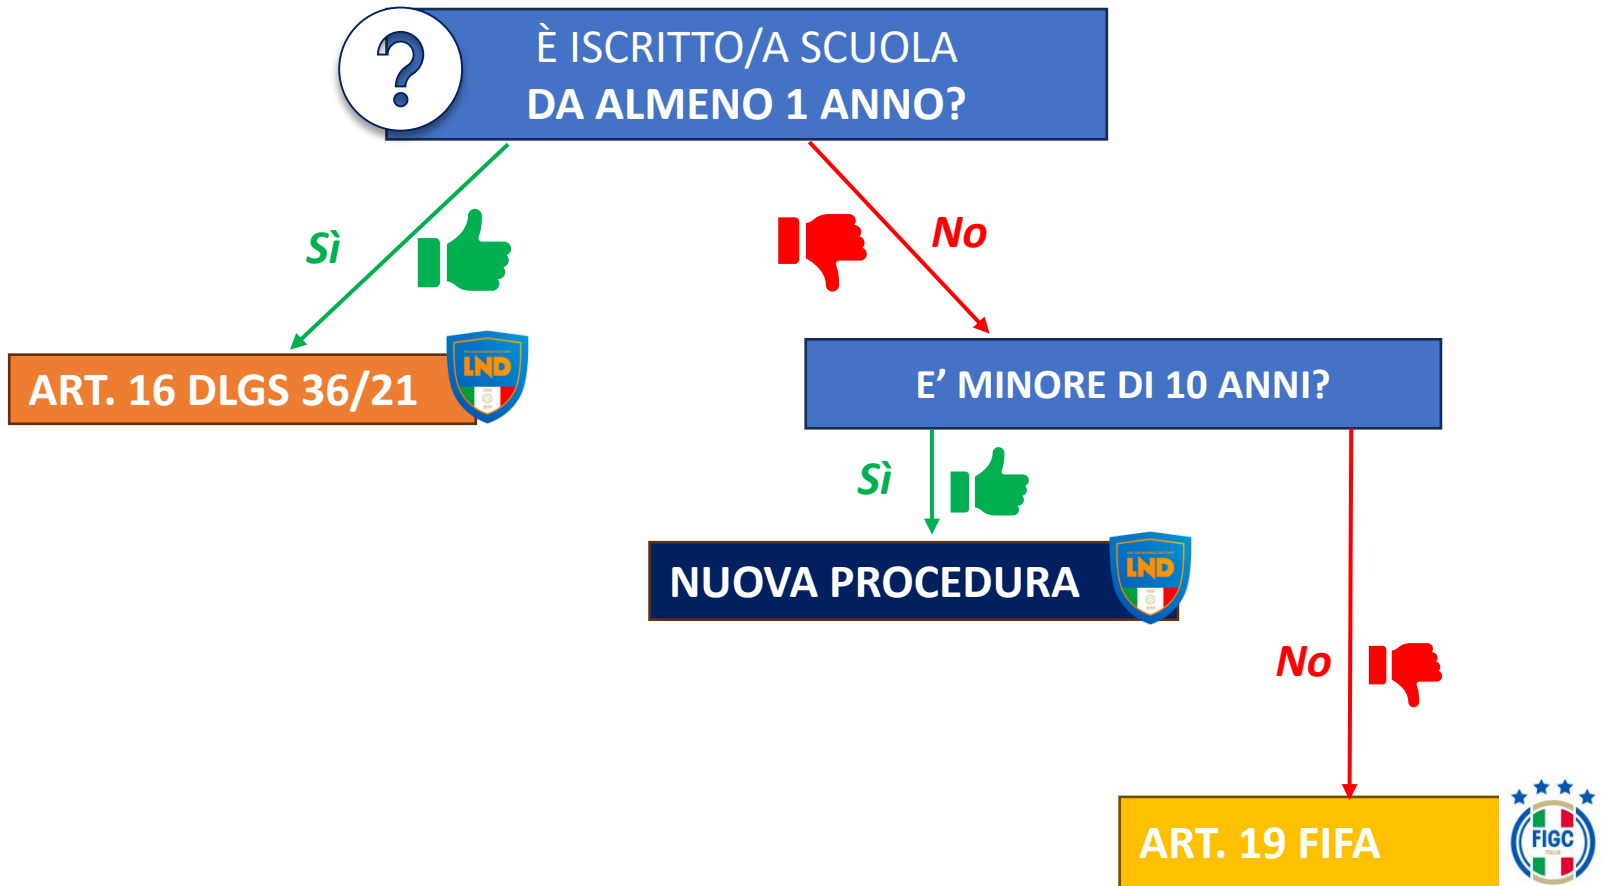 È ISCRITTO/A SCUOLA
DA ALMENO 1 ANNO?
Sì
No
ART. 16 DLGS 36/21
LND
E' MINORE DI 10 ANNI?
Sì
NUOVA PROCEDURA
LND
No
ART. 19 FIFA
FIGC
ITALIA